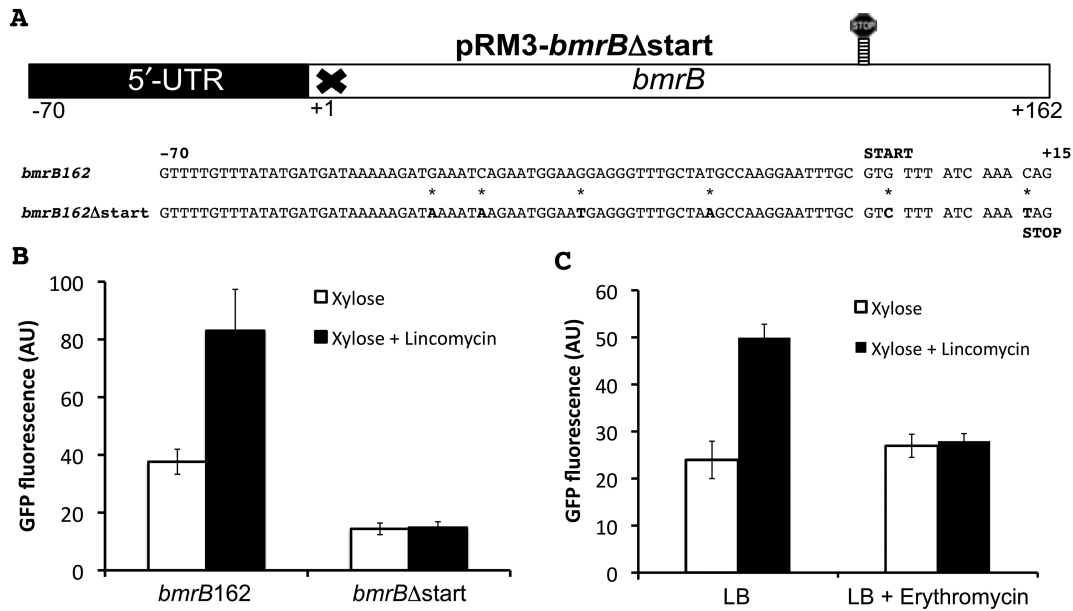 A
pRM3-bmrBΔstart
STOP
5′-UTR
bmrB
-70
+1
+162
−70 START +15
bmrB162 GTTTTGTTTATATGATGATAAAAAGATGAAATCAGAATGGAAGGAGGGTTTGCTATGCCAAGGAATTTGC GTG TTT ATC AAA CAG
* * * * * *
bmrB162Δstart GTTTTGTTTATATGATGATAAAAAGATAAAATAAGAATGGAATGAGGGTTTGCTAAGCCAAGGAATTTGC GTC TTT ATC AAA TAG
STOP
B
GFP fluorescence (AU)
100
80
60
40
20
0
Xylose
Xylose + Lincomycin
bmrB162
bmrBΔstart
C
GFP fluorescence (AU)
60
50
40
30
20
10
0
Xylose
Xylose + Lincomycin
LB
LB + Erythromycin